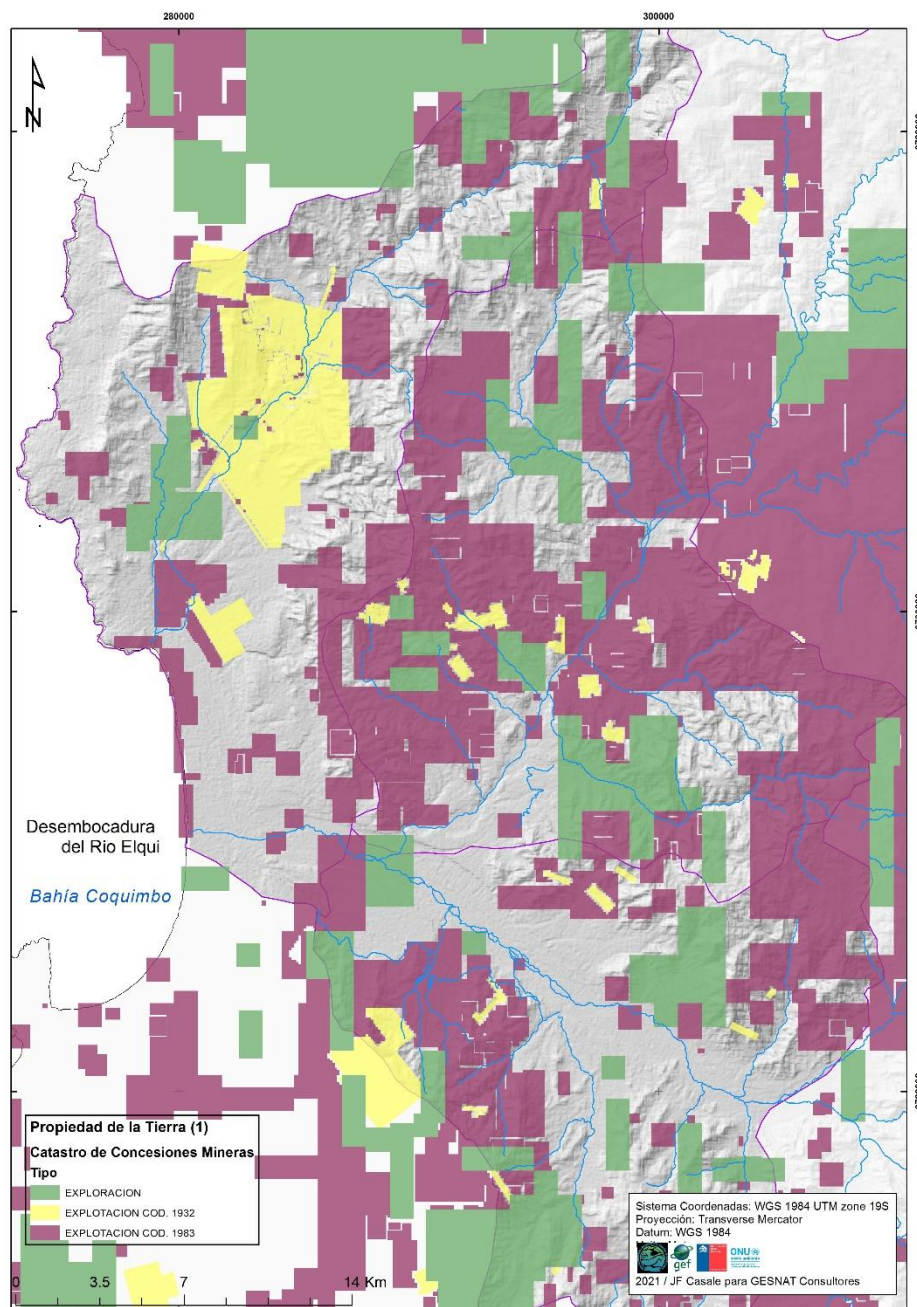 280000
300000
N
Desembocadura
del Rio Elqui
Bahía Coquimbo
Propiedad de la Tierra (1)
Catastro de Concesiones Mineras
Tipo
EXPLORACION
EXPLOTACION COD. 1932
EXPLOTACION COD. 1983
0 3.5 7 14 Km
Sistema Coordenadas: WGS 1984 UTM zone 19S
Proyección: Transverse Mercator
Datum: WGS 1984
gef
ONU
2021 / JF Casale para GESNAT Consultores